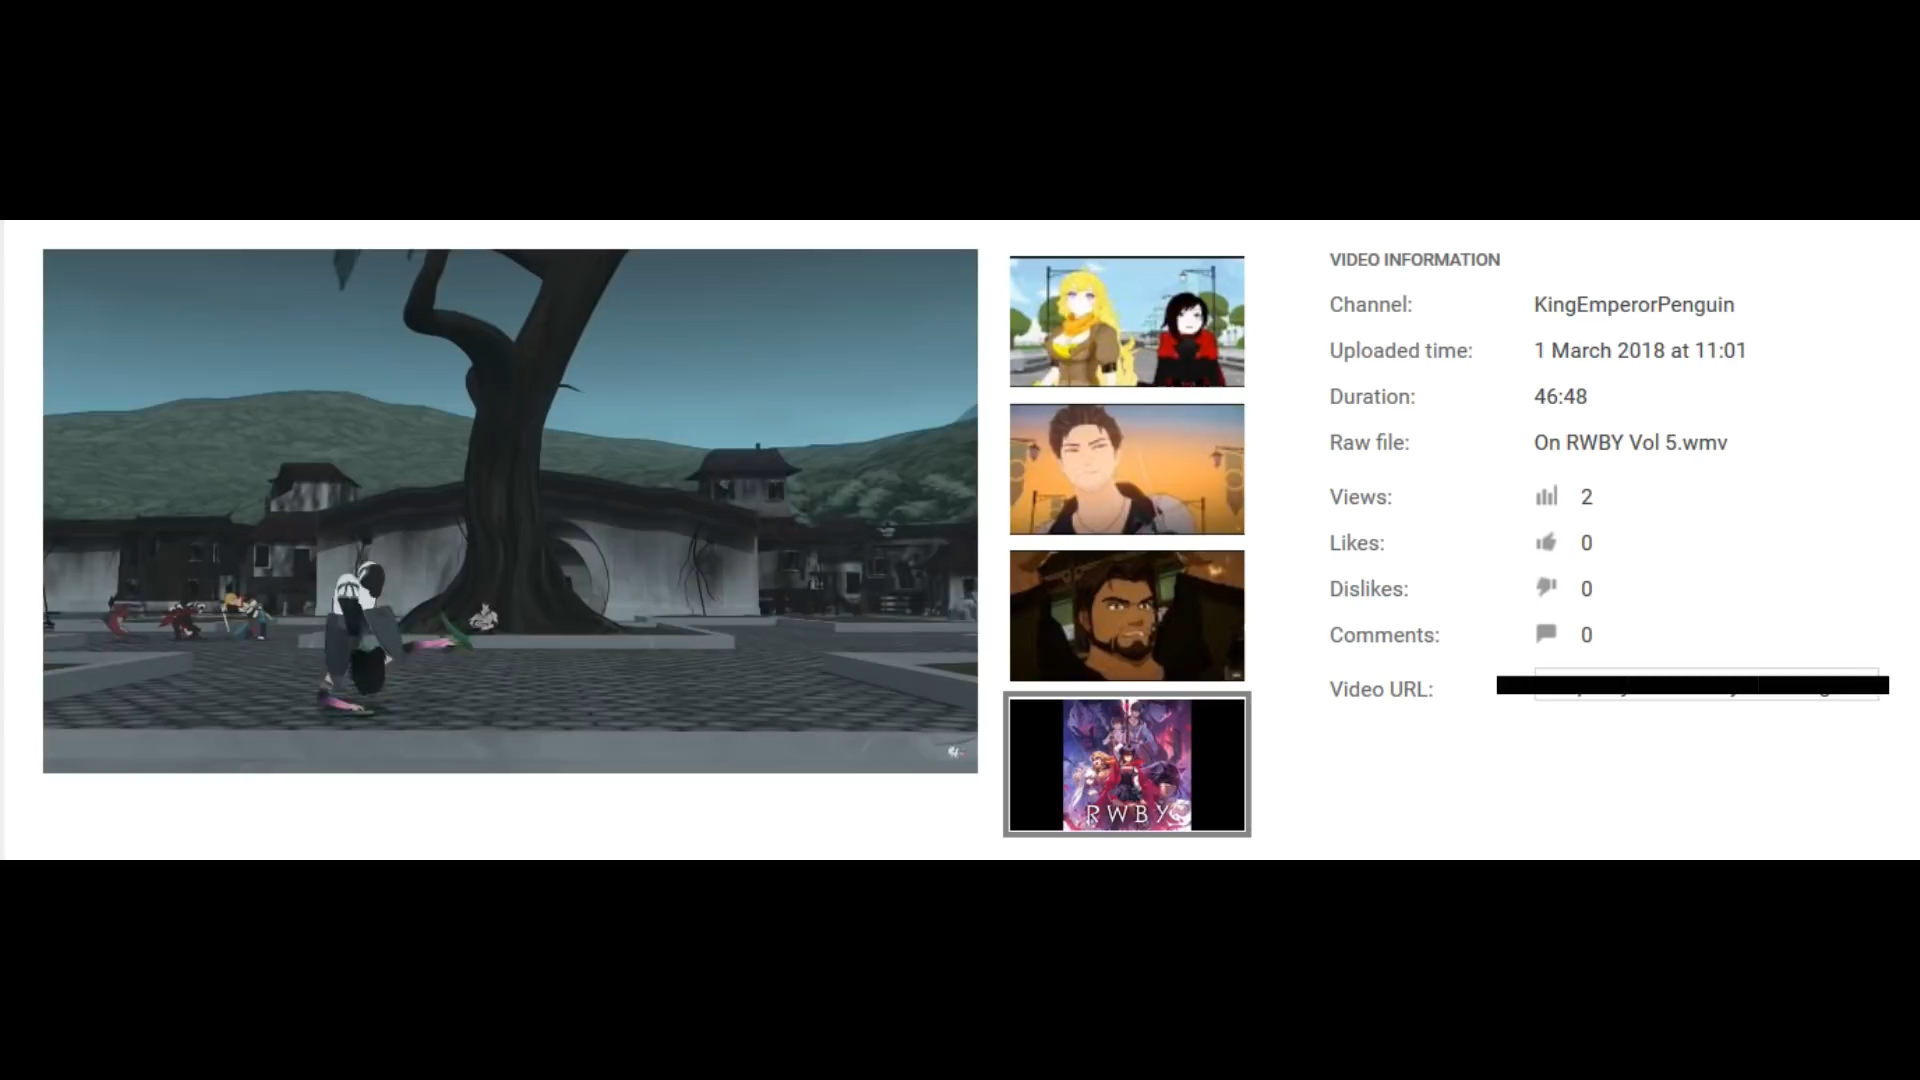 RWBY
VIDEO INFORMATION
Channel: KingEmperorPenguin
Uploaded time: 1 March 2018 at 11:01
Duration: 46:48
Raw file: On RWBY Vol 5.wmv
Views: 2
Likes: 0
Dislikes: 0
Comments: 0
Video URL: